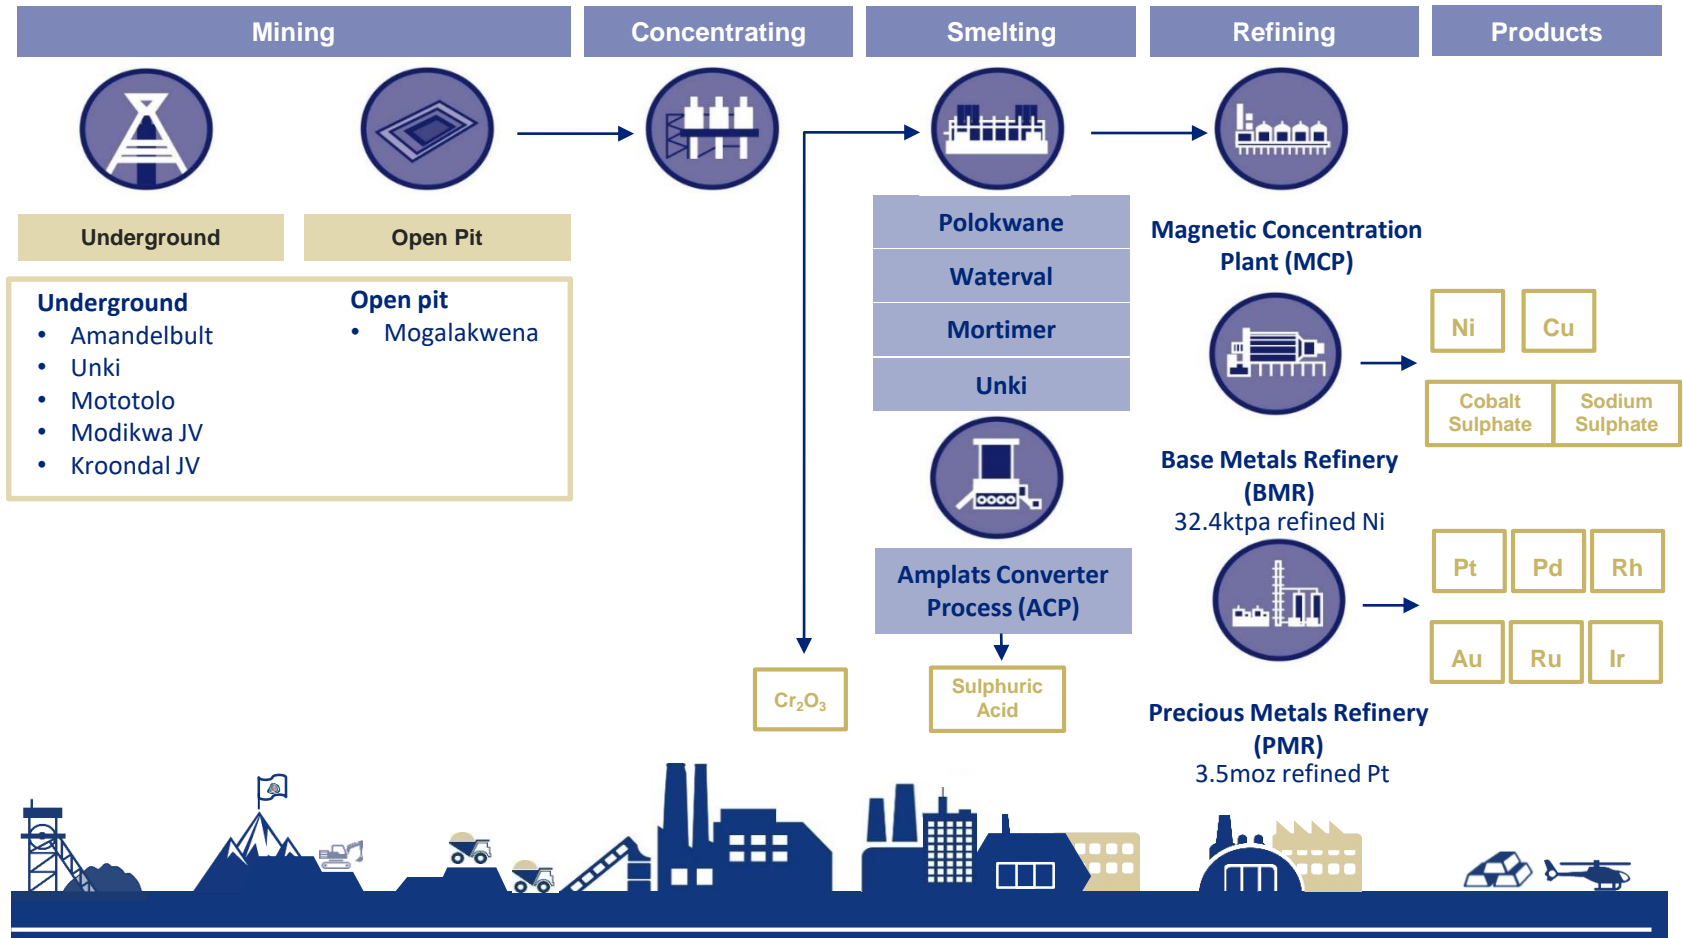 Mining
Concentrating
Smelting
Refining
Products
Underground
Open Pit
Underground
• Amandelbult
• Unki
• Mototolo
• Modikwa JV
• Kroondal JV
Open pit
• Mogalakwena
Polokwane
Waterval
Mortimer
Unki
Amplats Converter
Process (ACP)
Cr₂O₃
Sulphuric
Acid
Magnetic Concentration
Plant (MCP)
Base Metals Refinery
(BMR)
32.4ktpa refined Ni
Precious Metals Refinery
(PMR)
3.5moz refined Pt
Ni
Cu
Cobalt
Sulphate
Sodium
Sulphate
Pt
Pd
Rh
Au
Ru
Ir